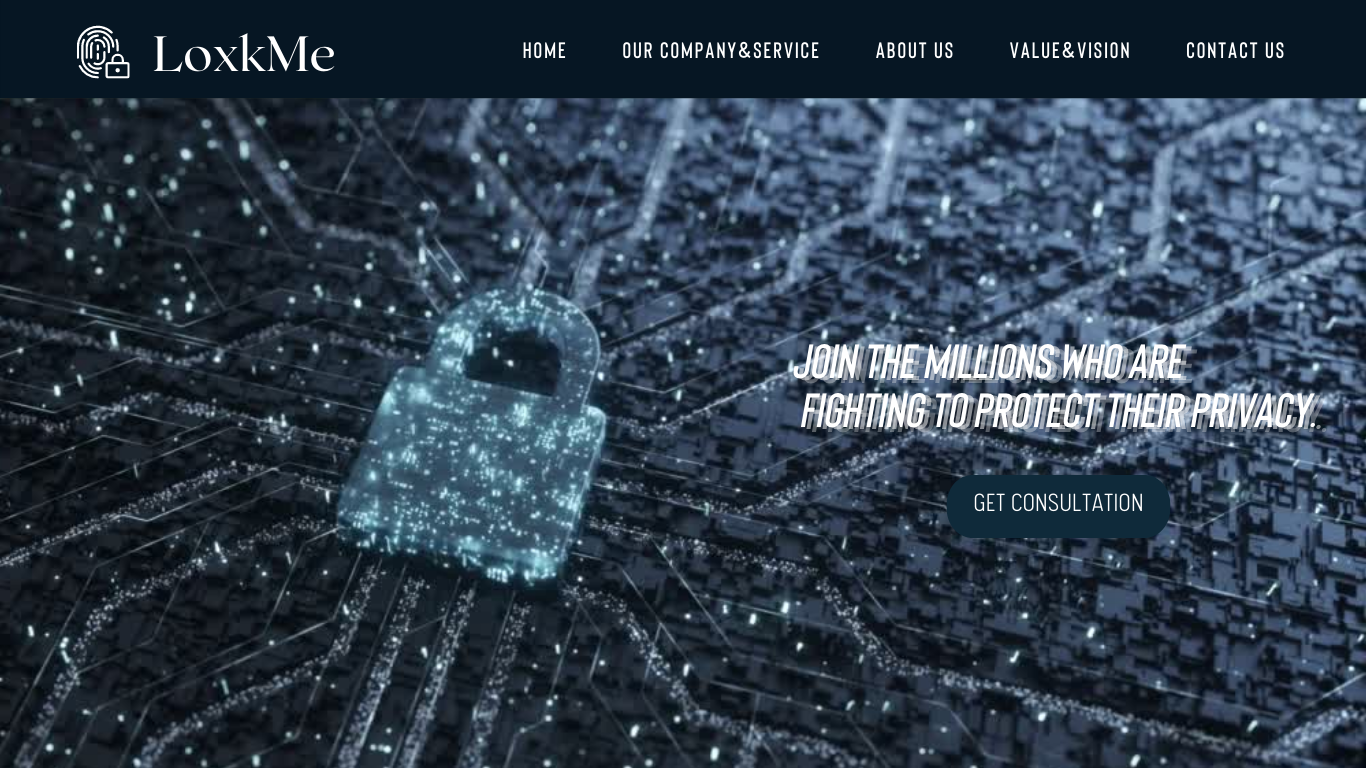 LoxkMe
HOME
OUR COMPANY&SERVICE
ABOUT US
VALUE&VISION
CONTACT US
JOIN THE MILLIONS WHO ARE
FIGHTING TO PROTECT THEIR PRIVACY.
GET CONSULTATION